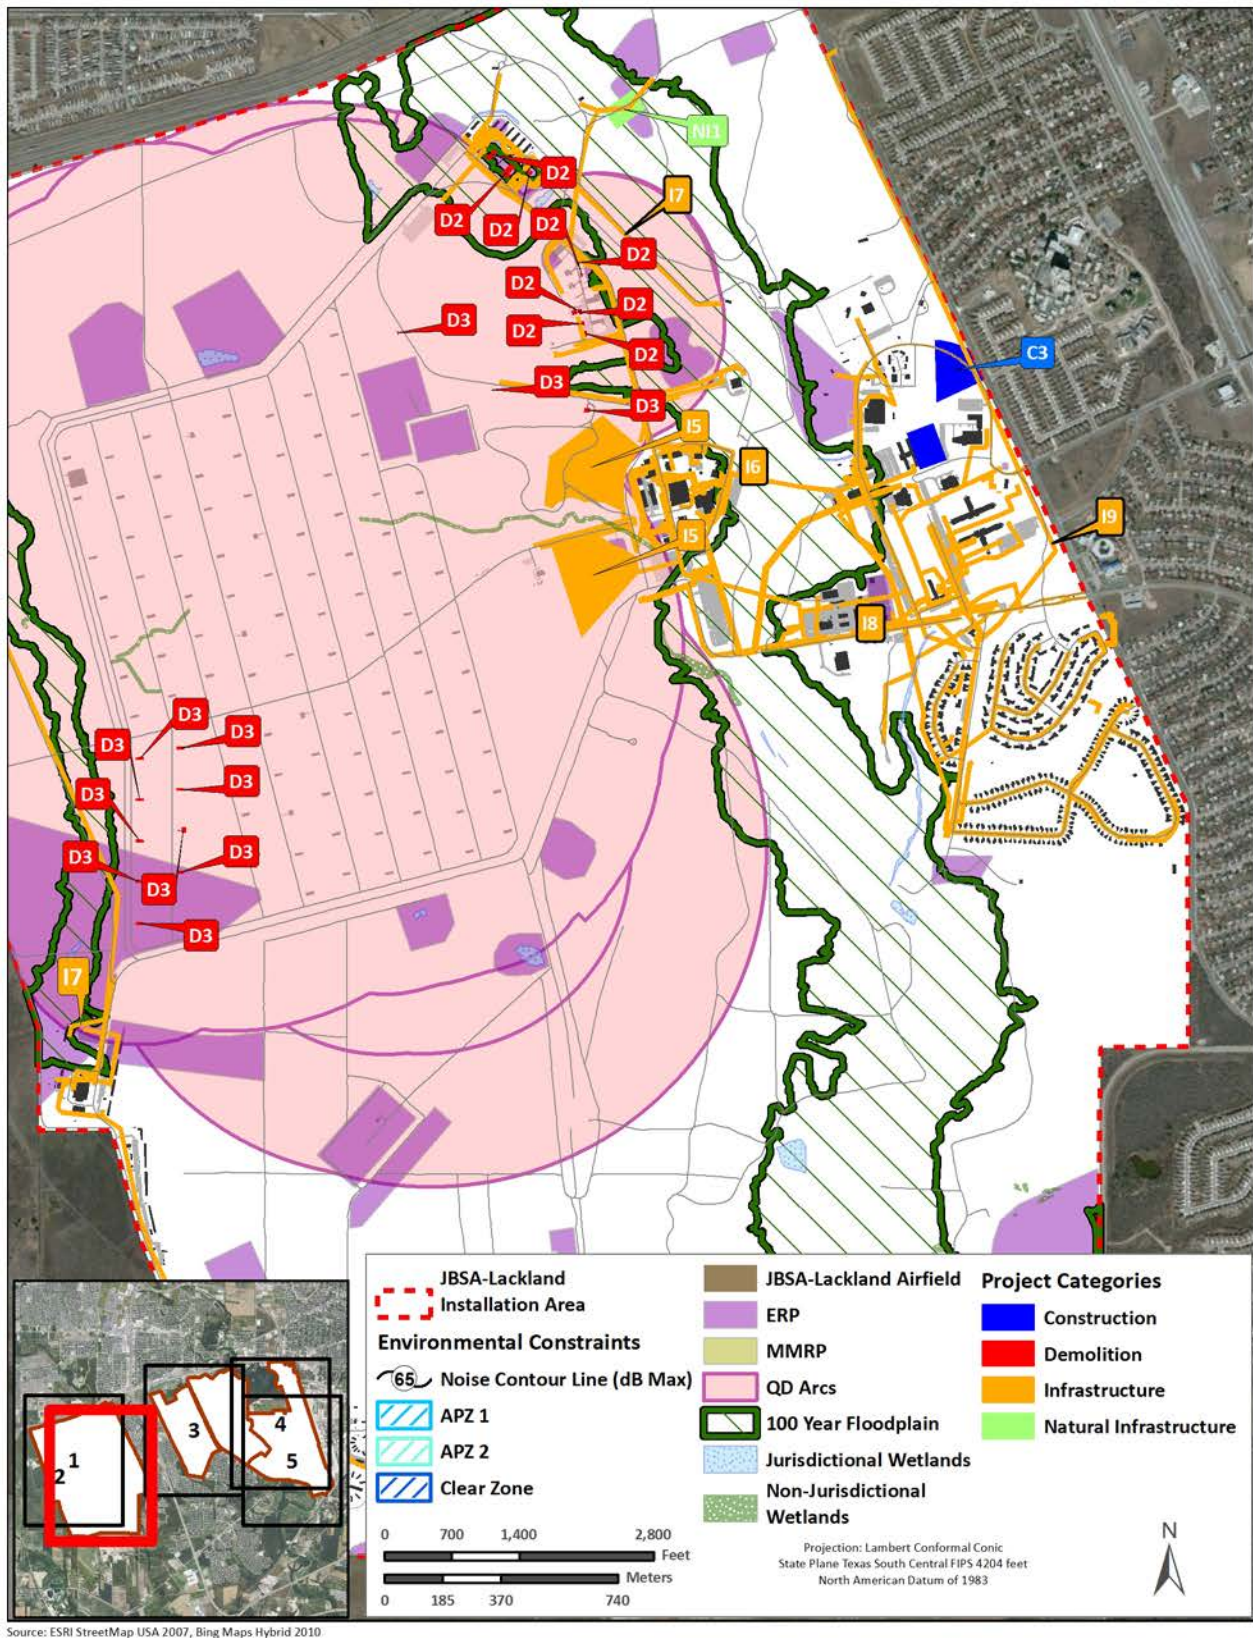 NI1
D2
I7
D2
D2
D2
D2
D2
D2
D3
D2
D2
C3
D3
D3
I5
I6
I9
I5
I8
D3
D3
D3
D3
D3
D3
D3
D3
D3
I7
JBSA-Lackland
Installation Area
Environmental Constraints
65 Noise Contour Line (dB Max)
APZ 1
APZ 2
Clear Zone
JBSA-Lackland Airfield
ERP
MMRP
QD Arcs
100 Year Floodplain
Jurisdictional Wetlands
Non-Jurisdictional
Wetlands
Project Categories
Construction
Demolition
Infrastructure
Natural Infrastructure
1
2
3
4
5
0 700 1,400 2,800
Feet
Meters
0 185 370 740
Projection: Lambert Conformal Conic
State Plane Texas South Central FIPS 4204 feet
North American Datum of 1983
N
Source: ESRI StreetMap USA 2007, Bing Maps Hybrid 2010